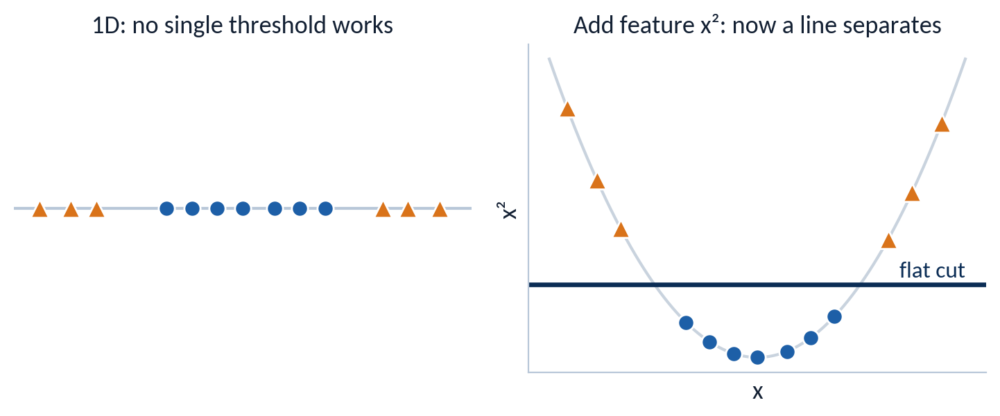 1D: no single threshold works
Add feature x²: now a line separates
x²
flat cut
x